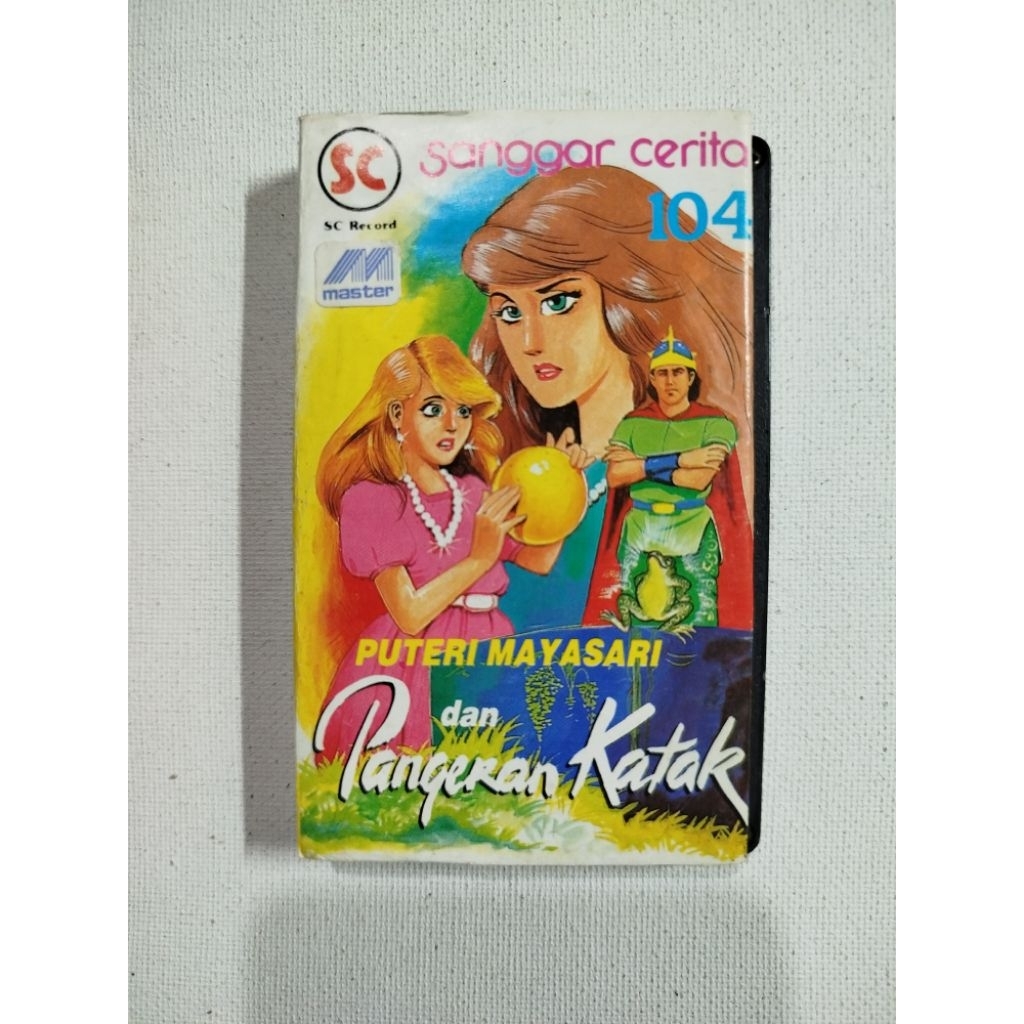 SC
sanggar cerita
104
SC Record
master
PUTERI MAYASARI
dan
Pangeran Katak